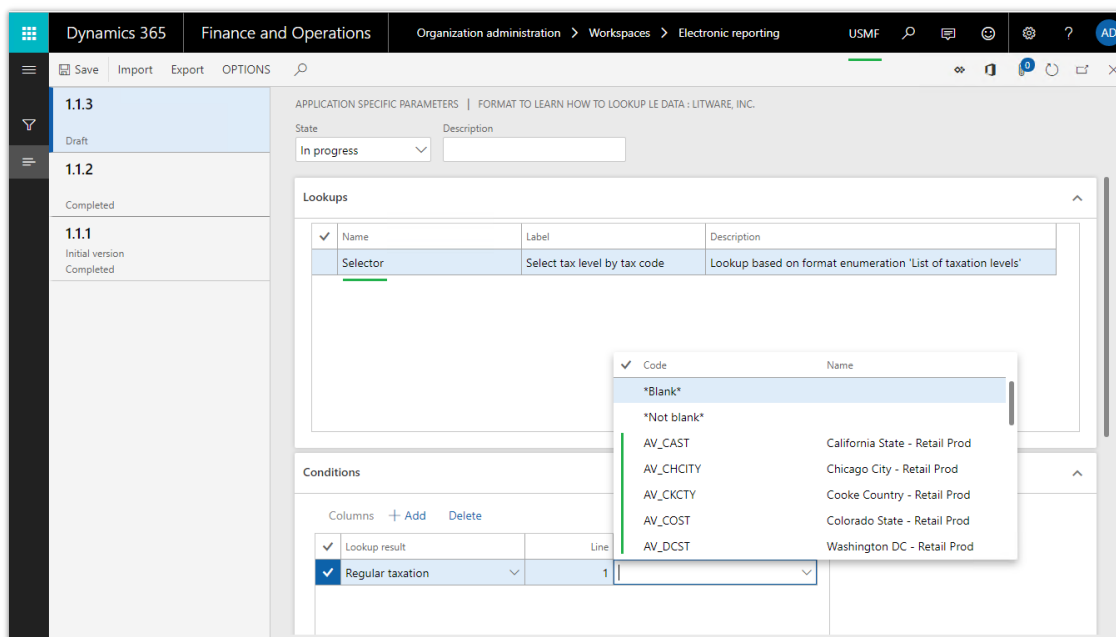 Dynamics 365 Finance and Operations Organization administration > Workspaces > Electronic reporting USMF ? AD
Save Import Export OPTIONS 0
1.1.3
Draft
1.1.2
Completed
1.1.1
Initial version
Completed
APPLICATION SPECIFIC PARAMETERS | FORMAT TO LEARN HOW TO LOOKUP LE DATA : LITWARE, INC.
State Description
In progress
Lookups
Name Label Description
Selector Select tax level by tax code Lookup based on format enumeration 'List of taxation levels'
Code Name
*Blank*
*Not blank*
AV_CAST California State - Retail Prod
AV_CHCITY Chicago City - Retail Prod
AV_CKCTY Cooke Country - Retail Prod
AV_COST Colorado State - Retail Prod
AV_DCST Washington DC - Retail Prod
Conditions
Columns + Add Delete
Lookup result Line
Regular taxation 1